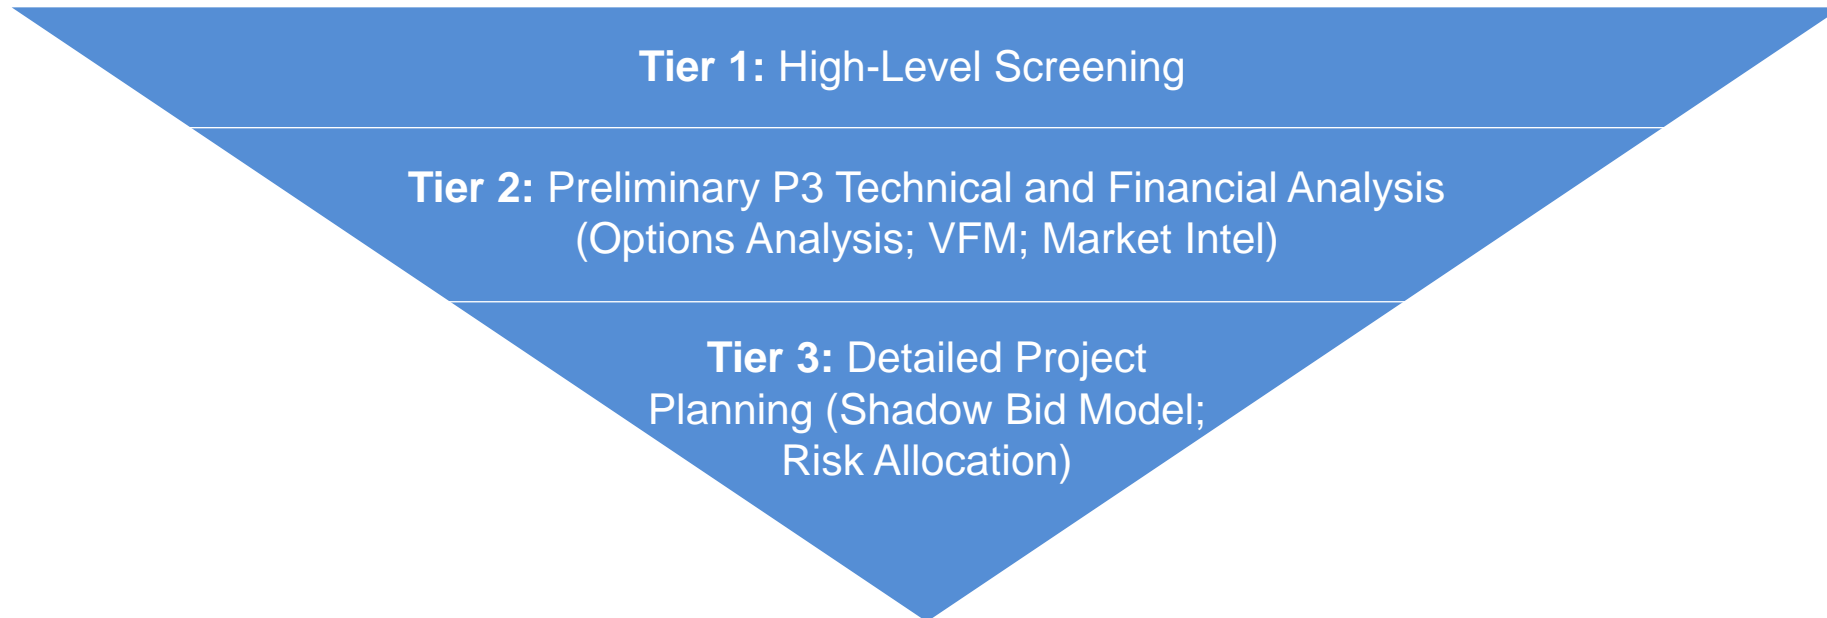 Tier 1: High-Level Screening
Tier 2: Preliminary P3 Technical and Financial Analysis
(Options Analysis; VFM; Market Intel)
Tier 3: Detailed Project
Planning (Shadow Bid Model;
Risk Allocation)